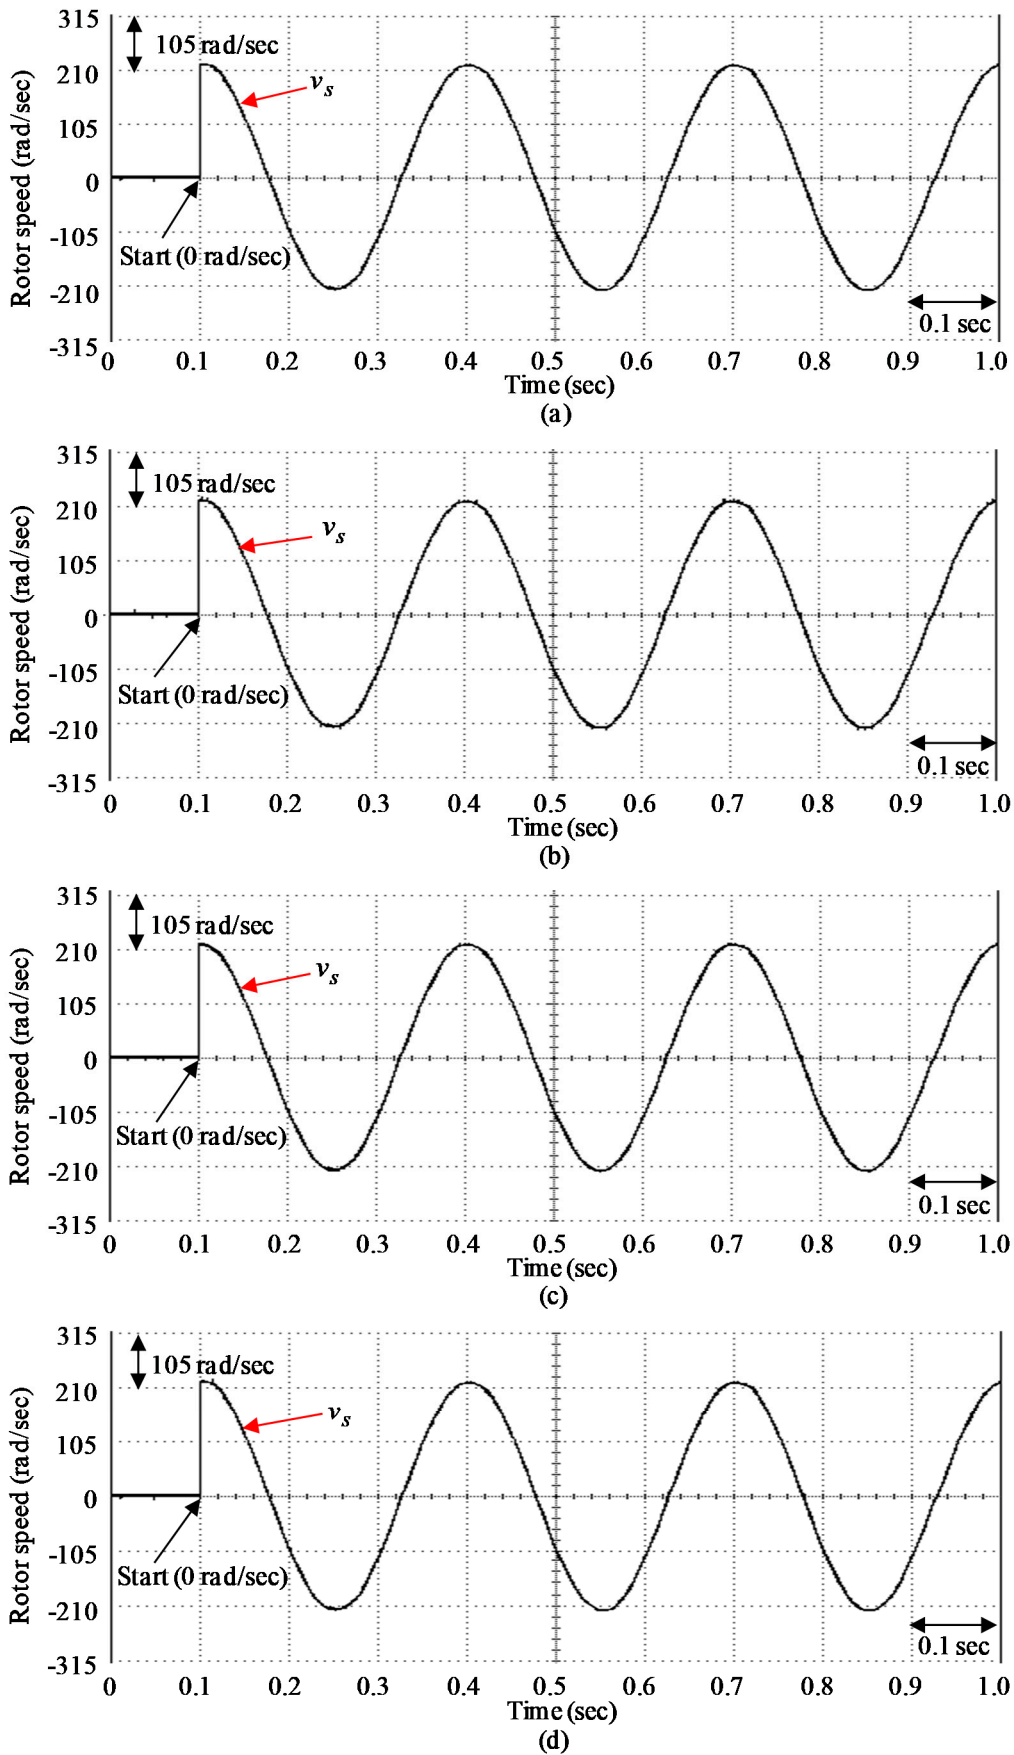 315
105 rad/sec
210
v_s
105
0
-105
Start (0 rad/sec)
-210
0.1 sec
-315
Rotor speed (rad/sec)
0 0.1 0.2 0.3 0.4 0.5 0.6 0.7 0.8 0.9 1.0
Time (sec)
(a)
315
105 rad/sec
210
v_s
105
0
-105
Start (0 rad/sec)
-210
0.1 sec
-315
Rotor speed (rad/sec)
0 0.1 0.2 0.3 0.4 0.5 0.6 0.7 0.8 0.9 1.0
Time (sec)
(b)
315
105 rad/sec
210
v_s
105
0
-105
Start (0 rad/sec)
-210
0.1 sec
-315
Rotor speed (rad/sec)
0 0.1 0.2 0.3 0.4 0.5 0.6 0.7 0.8 0.9 1.0
Time (sec)
(c)
315
105 rad/sec
210
v_s
105
0
-105
Start (0 rad/sec)
-210
0.1 sec
-315
Rotor speed (rad/sec)
0 0.1 0.2 0.3 0.4 0.5 0.6 0.7 0.8 0.9 1.0
Time (sec)
(d)